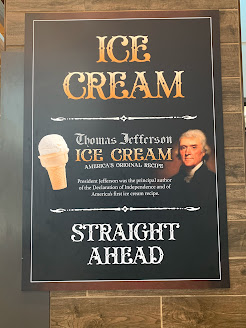 ICE
CREAM
Thomas Jefferson
ICE CREAM
AMERICA'S ORIGINAL RECIPE
President Jefferson was the principal author
of the Declaration of Independence and of
America's first ice cream recipe.
STRAIGHT
AHEAD